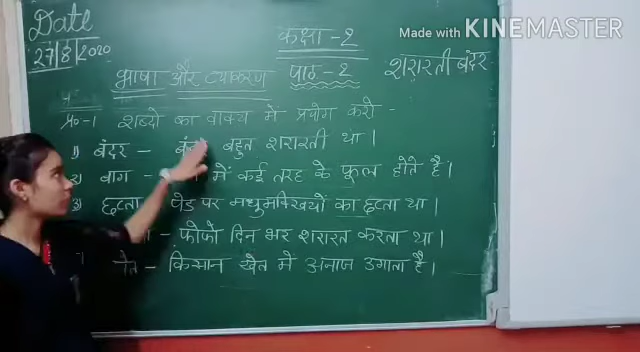 Made with KINEMASTER
Date
27/8/2020
कक्षा -2
भाषा और व्याकरण पाठ -2 शरारती बंदर
प्र०-1 शब्दो का वाक्य मे प्रयोग करो -
1) बंदर - बहुत शरारती था।
2) बाग - में कई तरह के फूल होते है।
3) छत्ता पेड पर मधुमक्खियो का छत्ता था।
- फोफो दिन भर शरारत करता था।
- किसान खेत मे अनाज उगाता है।